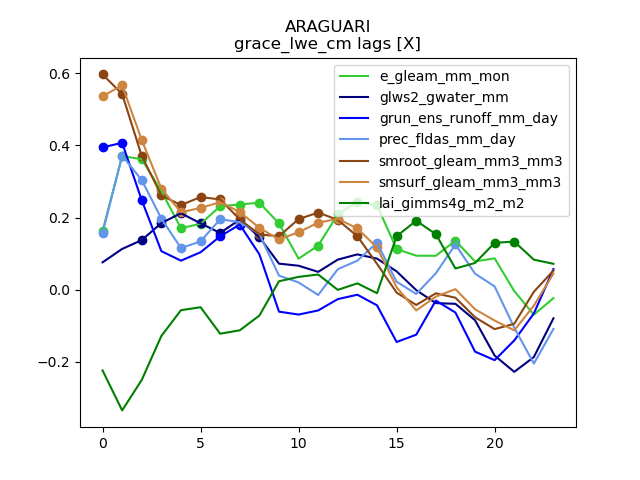 ARAGUARI
grace_lwe_cm lags [X]
e_gleam_mm_mon
glws2_gwater_mm
grun_ens_runoff_mm_day
prec_fldas_mm_day
smroot_gleam_mm3_mm3
smsurf_gleam_mm3_mm3
lai_gimms4g_m2_m2
0.6
0.4
0.2
0.0
−0.2
0
5
10
15
20